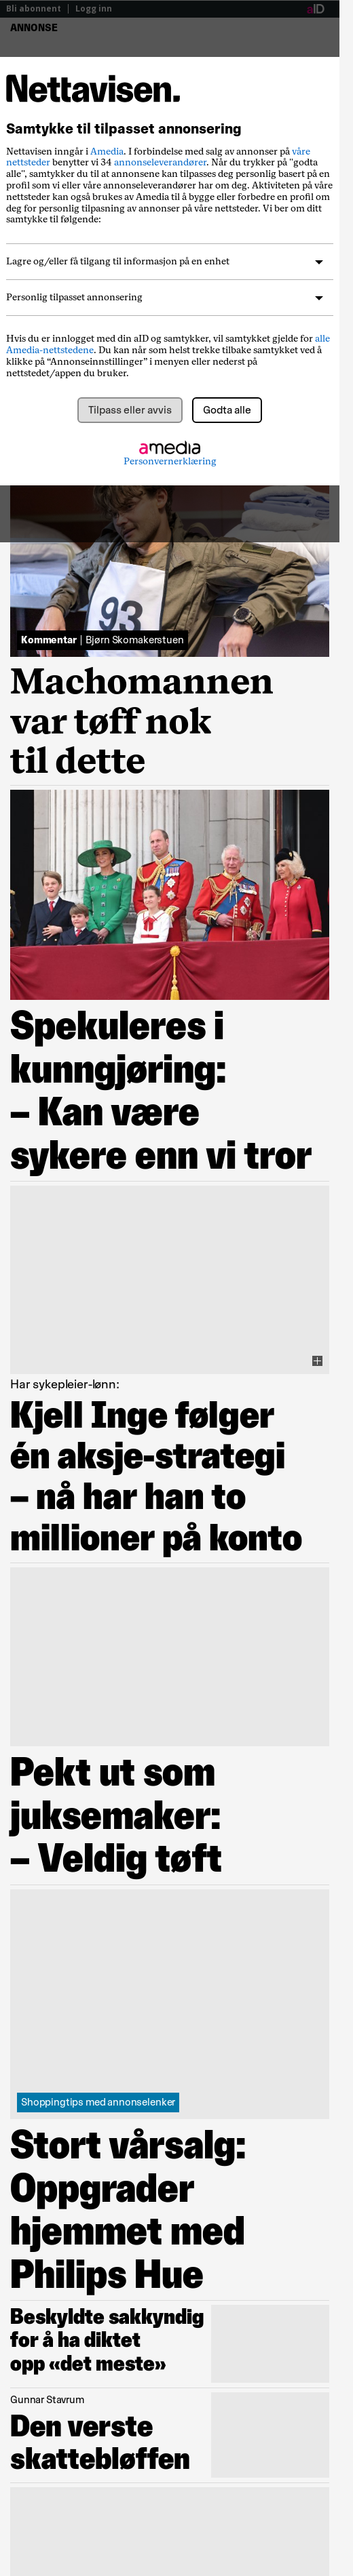 Bli abonnent | Logg inn
aID
ANNONSE
Nettavisen.
Samtykke til tilpasset annonsering
Nettavisen inngår i Amedia. I forbindelse med salg av annonser på våre
nettsteder benytter vi 34 annonseleverandører. Når du trykker på "godta
alle", samtykker du til at annonsene kan tilpasses deg personlig basert på en
profil som vi eller våre annonseleverandører har om deg. Aktiviteten på våre
nettsteder kan også brukes av Amedia til å bygge eller forbedre en profil om
deg for personlig tilpasning av annonser på våre nettsteder. Vi ber om ditt
samtykke til følgende:
Lagre og/eller få tilgang til informasjon på en enhet
Personlig tilpasset annonsering
Hvis du er innlogget med din aID og samtykker, vil samtykket gjelde for alle
Amedia-nettstedene. Du kan når som helst trekke tilbake samtykket ved å
klikke på “Annonseinnstillinger” i menyen eller nederst på
nettstedet/appen du bruker.
Tilpass eller avvis
Godta alle
amedia
Personvernerklæring
93
Kommentar | Bjørn Skomakerstuen
Machomannen
var tøff nok
til dette
Spekuleres i
kunngjøring:
– Kan være
sykere enn vi tror
Har sykepleier-lønn:
Kjell Inge følger
én aksje-strategi
– nå har han to
millioner på konto
Pekt ut som
juksemaker:
– Veldig tøft
Shoppingtips med annonselenker
Stort vårsalg:
Oppgrader
hjemmet med
Philips Hue
Beskyldte sakkyndig
for å ha diktet
opp «det meste»
Gunnar Stavrum
Den verste
skattebløffen